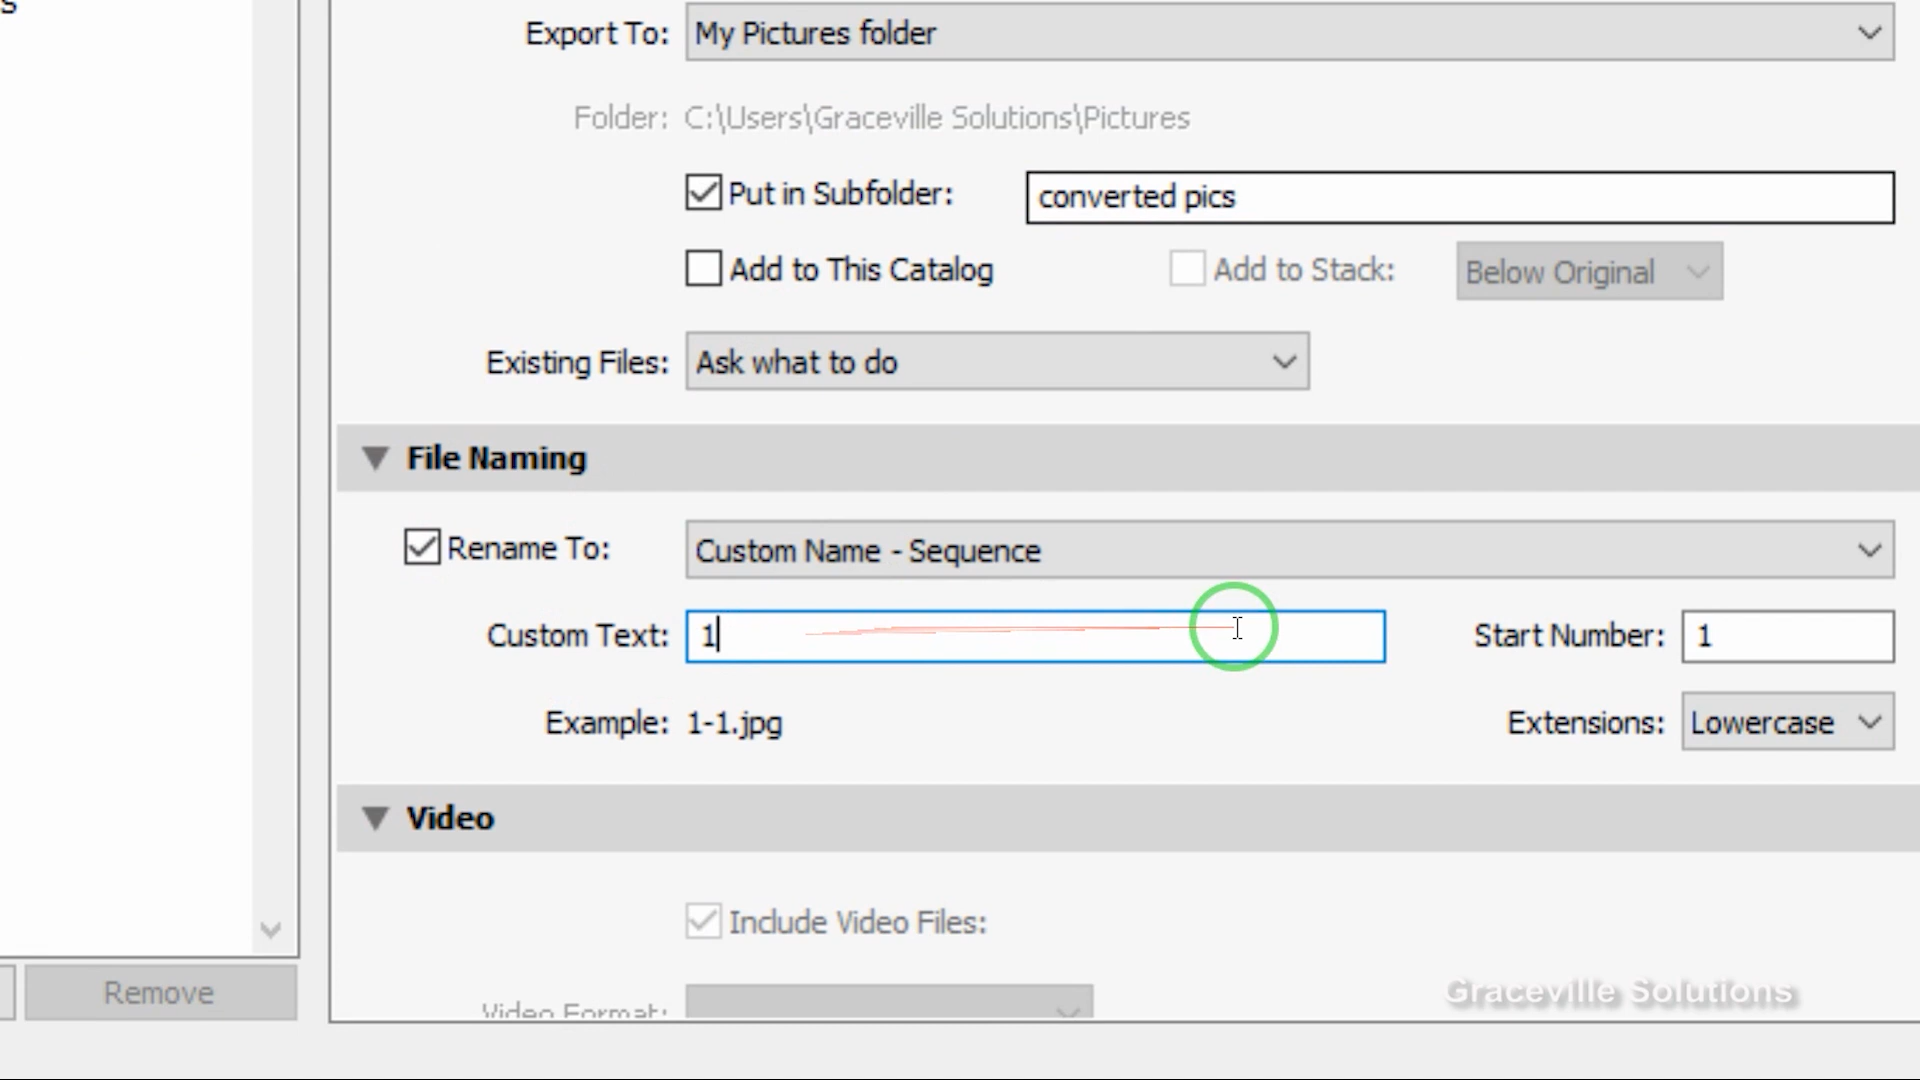 s
Export To: My Pictures folder
Folder: C:\Users\Graceville Solutions\Pictures
Put in Subfolder: converted pics
Add to This Catalog Add to Stack: Below Original
Existing Files: Ask what to do
File Naming
Rename To: Custom Name - Sequence
Custom Text: 1 Start Number: 1
Example: 1-1.jpg Extensions: Lowercase
Video
Include Video Files:
Remove
Video Format:
Graceville Solutions